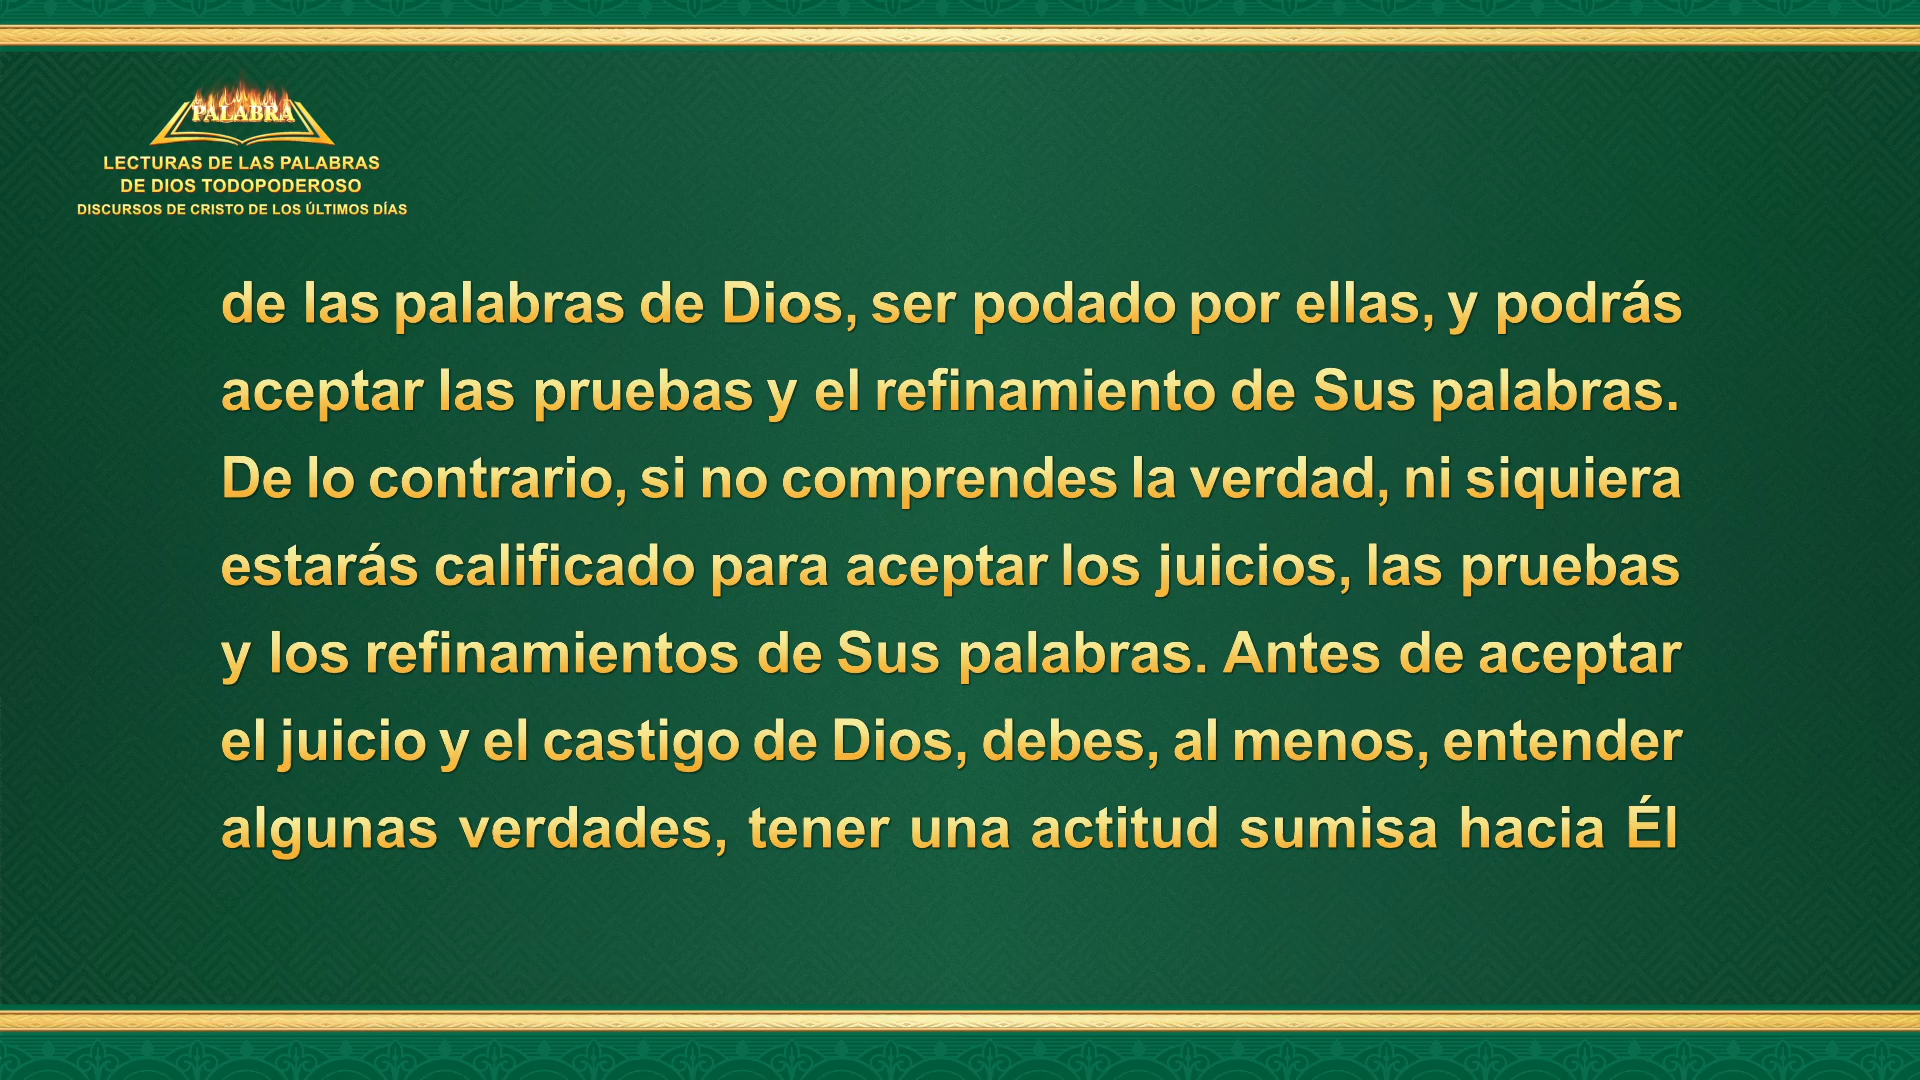 PALABRA
LECTURAS DE LAS PALABRAS
DE DIOS TODOPODEROSO
DISCURSOS DE CRISTO DE LOS ÚLTIMOS DÍAS
de las palabras de Dios, ser podado por ellas, y podrás
aceptar las pruebas y el refinamiento de Sus palabras.
De lo contrario, si no comprendes la verdad, ni siquiera
estarás calificado para aceptar los juicios, las pruebas
y los refinamientos de Sus palabras. Antes de aceptar
el juicio y el castigo de Dios, debes, al menos, entender
algunas verdades, tener una actitud sumisa hacia Él